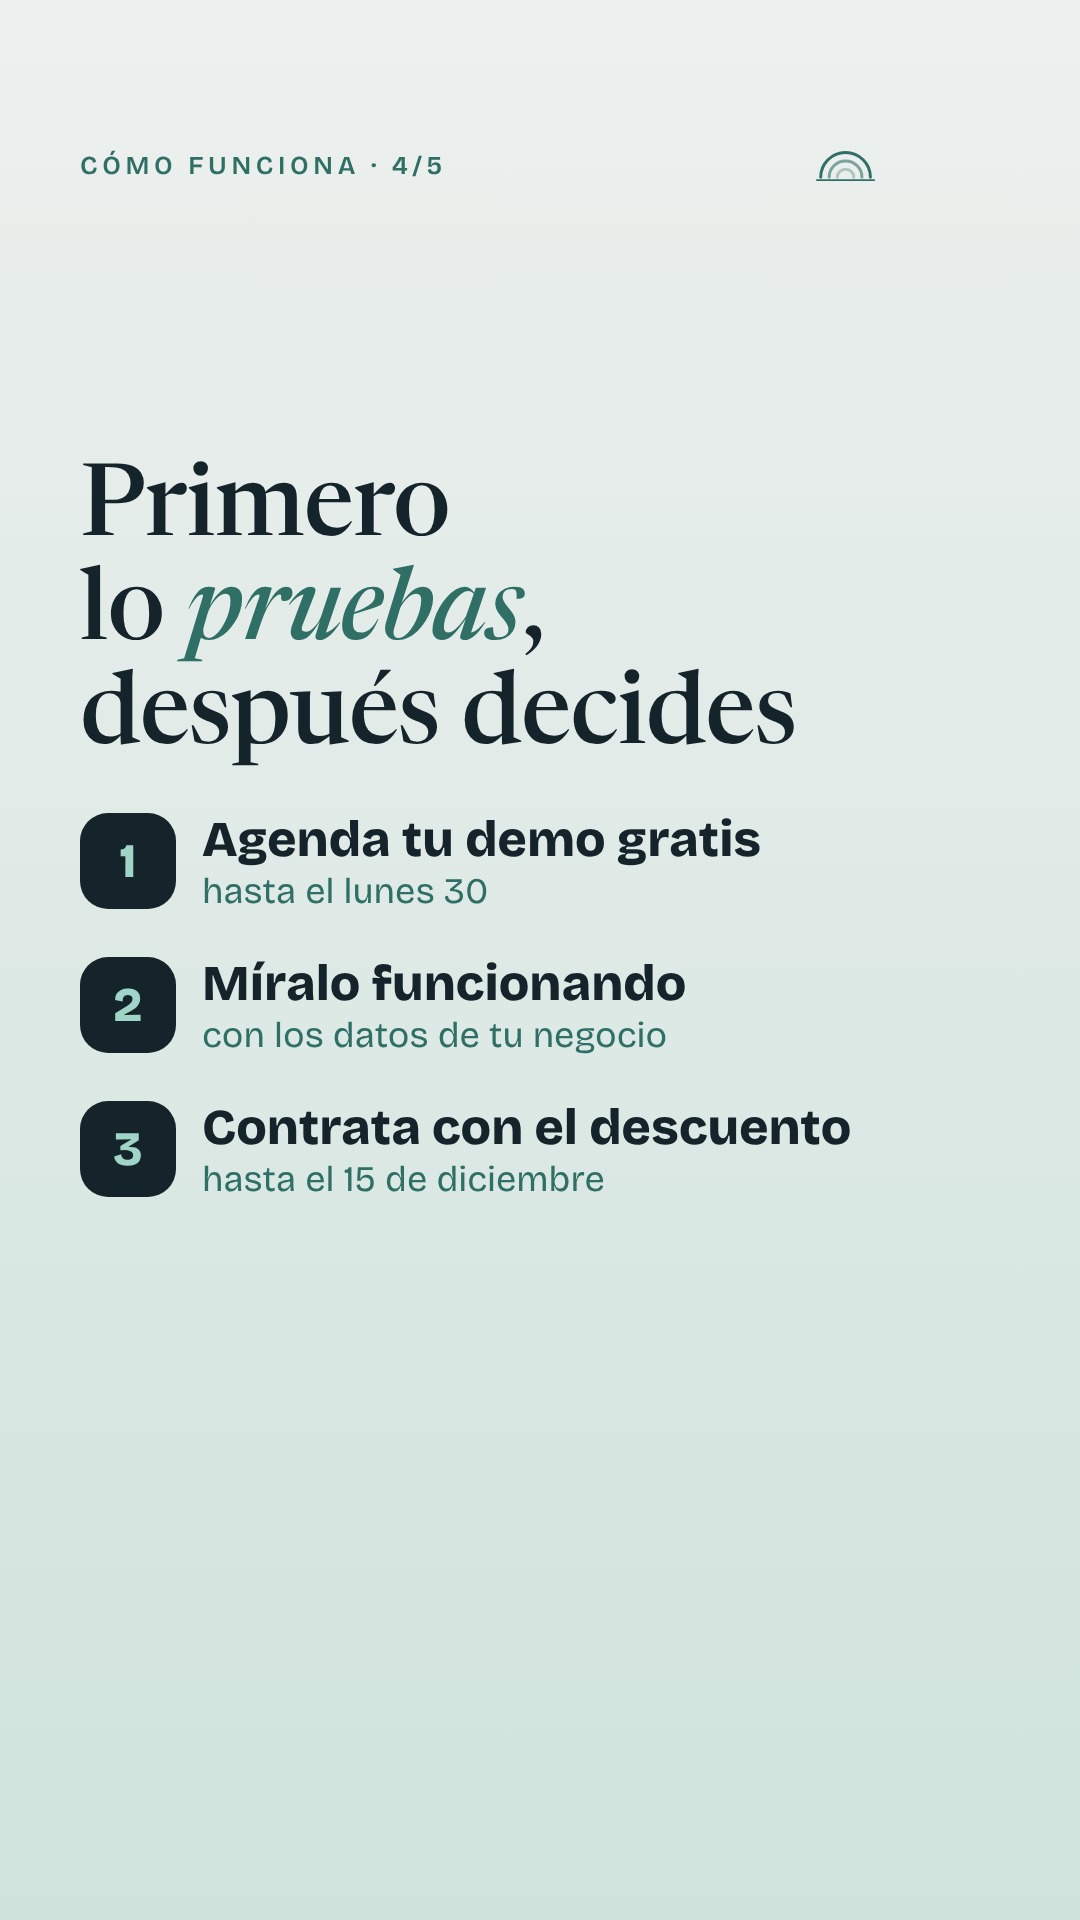 CÓMO FUNCIONA · 4/5
Primero
lo pruebas,
después decides
1
Agenda tu demo gratis
hasta el lunes 30
2
Míralo funcionando
con los datos de tu negocio
3
Contrata con el descuento
hasta el 15 de diciembre